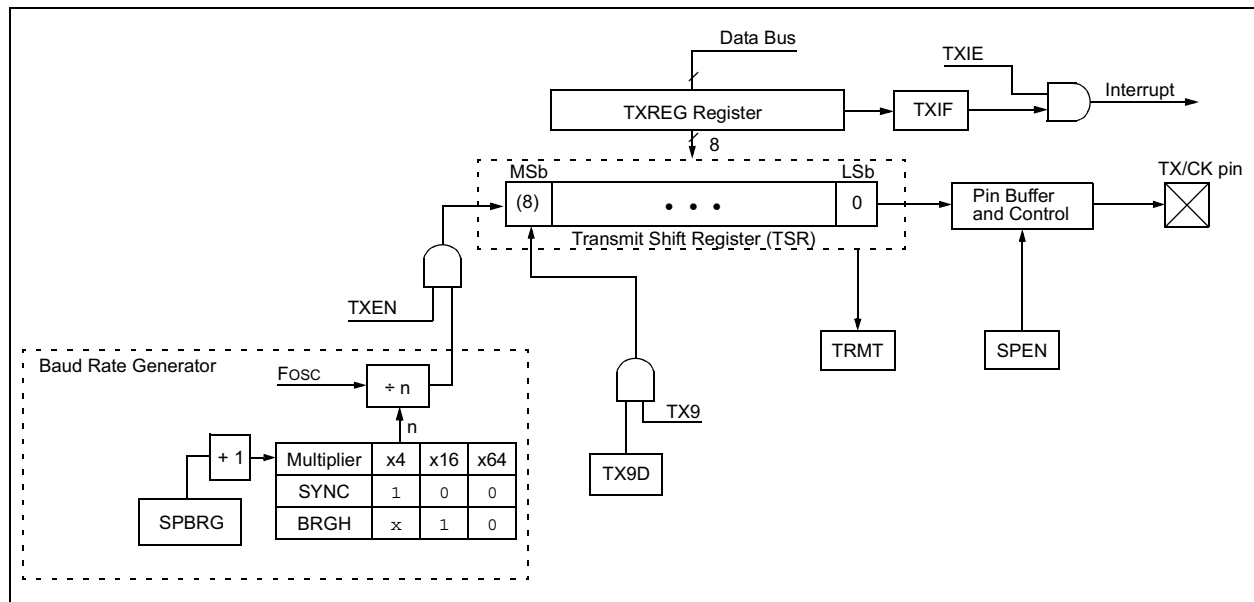 Data Bus
TXIE
Interrupt
TXREG Register
TXIF
8
MSb
LSb
TX/CK pin
(8)
• • •
0
Pin Buffer
and Control
Transmit Shift Register (TSR)
TXEN
TRMT
SPEN
Baud Rate Generator
FOSC
÷ n
n
TX9
+ 1
Multiplier x4 x16 x64
TX9D
SYNC 1 0 0
SPBRG
BRGH x 1 0